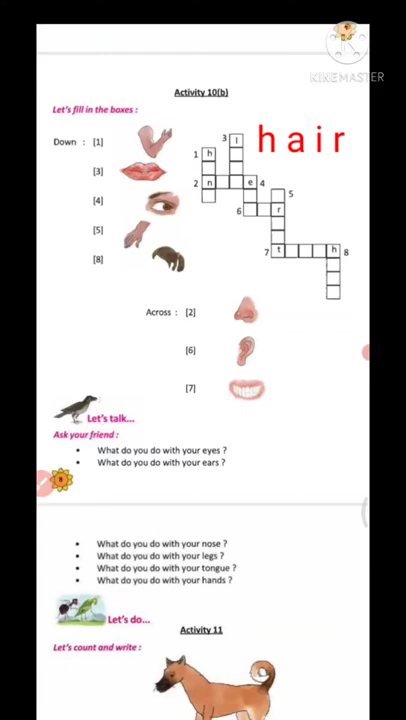 KIKEMASTER
Activity 10(b)
Let's fill in the boxes :
h a i r
Down : [1]
[3]
[4]
[5]
[8]
3 l
1 h
2 n e 4
5
6 r
7 t h 8
Across : [2]
[6]
[7]
Let's talk...
Ask your friend :
• What do you do with your eyes ?
• What do you do with your ears ?
9
• What do you do with your nose ?
• What do you do with your legs ?
• What do you do with your tongue ?
• What do you do with your hands ?
Let's do...
Activity 11
Let's count and write :